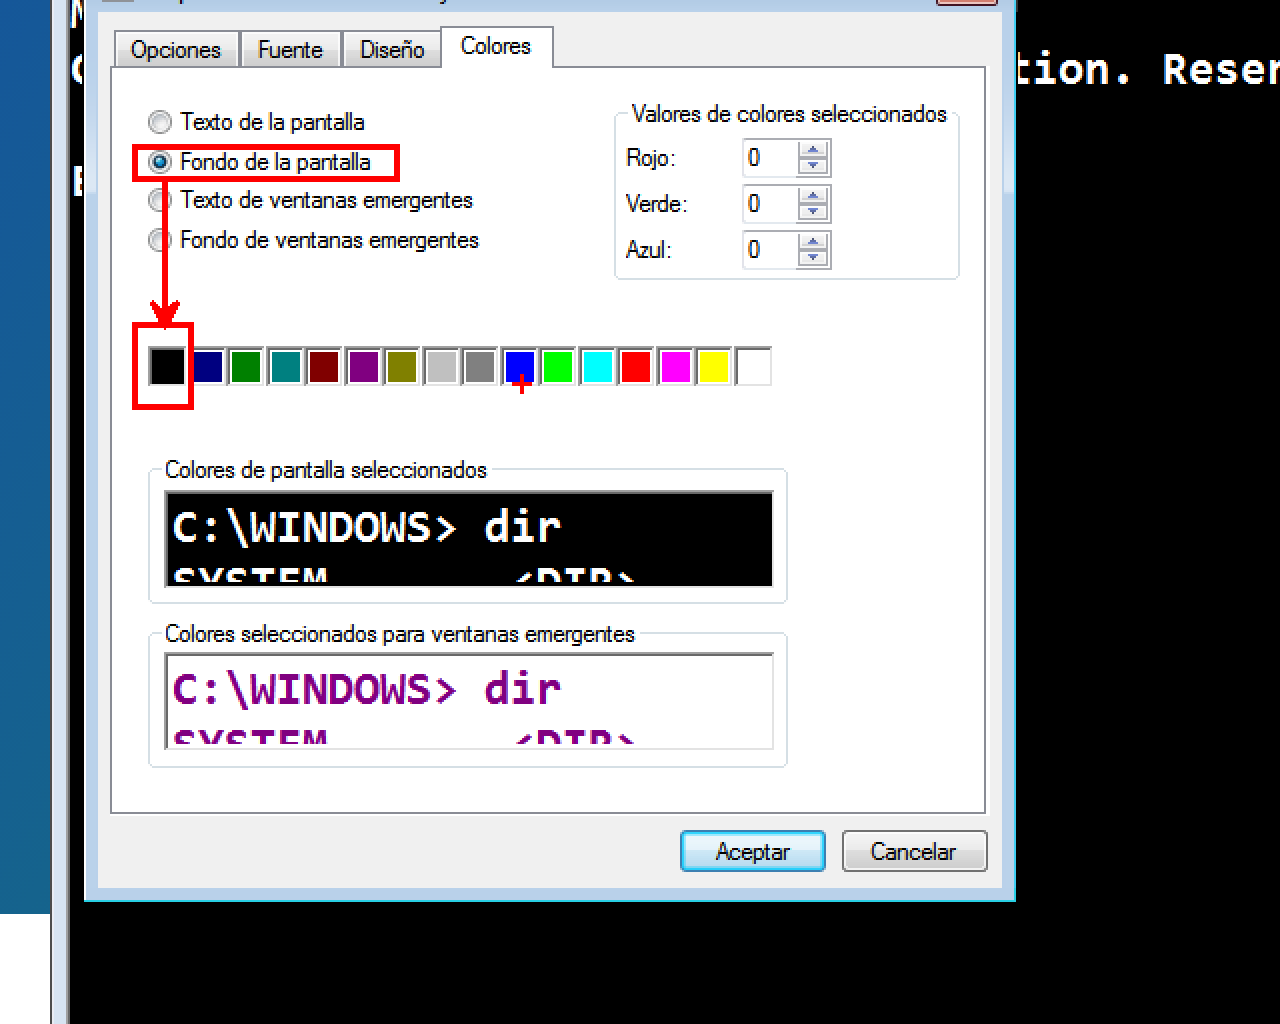 Opciones Fuente Diseño Colores
tion. Reser
Texto de la pantalla
Fondo de la pantalla
Texto de ventanas emergentes
Fondo de ventanas emergentes
Valores de colores seleccionados
Rojo: 0
Verde: 0
Azul: 0
Colores de pantalla seleccionados
C:\WINDOWS> dir
SYSTEM <DIR>
Colores seleccionados para ventanas emergentes
C:\WINDOWS> dir
SYSTEM <DIR>
Aceptar Cancelar